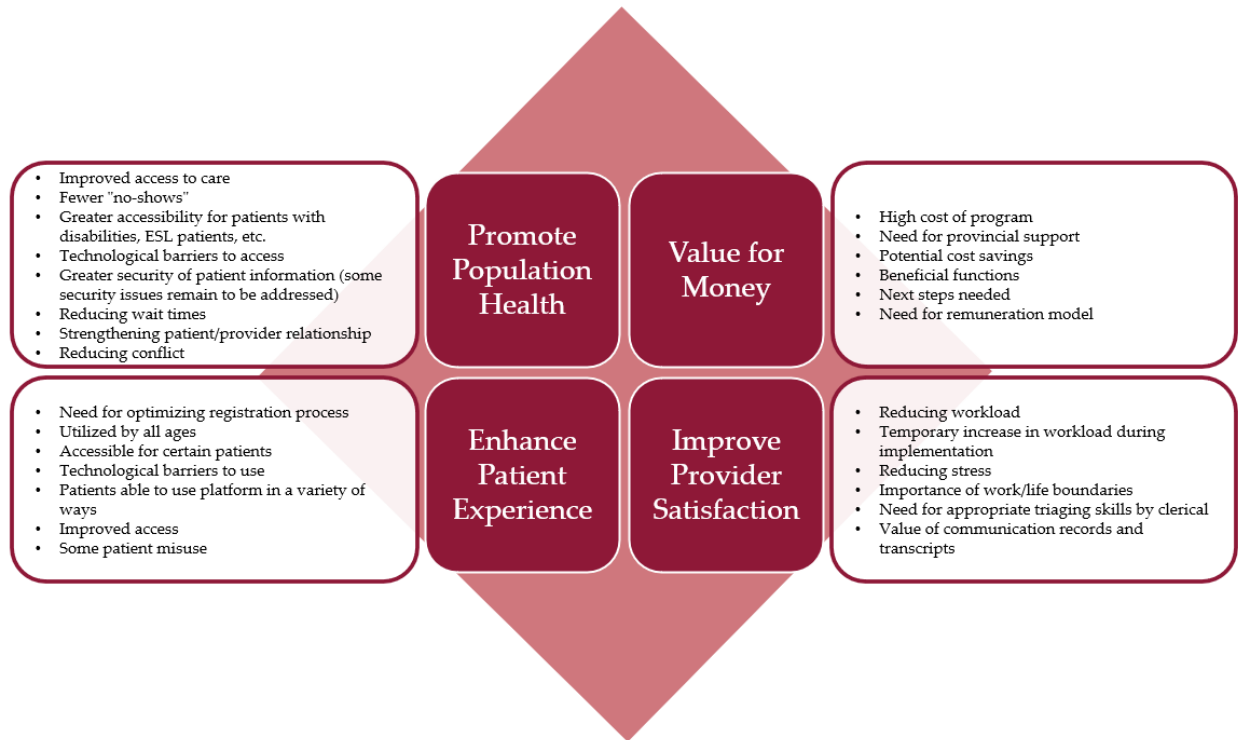 • Improved access to care
• Fewer "no-shows"
• Greater accessibility for patients with
disabilities, ESL patients, etc.
• Technological barriers to access
• Greater security of patient information (some
security issues remain to be addressed)
• Reducing wait times
• Strengthening patient/provider relationship
• Reducing conflict
Promote
Population
Health
Value for
Money
• High cost of program
• Need for provincial support
• Potential cost savings
• Beneficial functions
• Next steps needed
• Need for remuneration model
• Need for optimizing registration process
• Utilized by all ages
• Accessible for certain patients
• Technological barriers to use
• Patients able to use platform in a variety of
ways
• Improved access
• Some patient misuse
Enhance
Patient
Experience
Improve
Provider
Satisfaction
• Reducing workload
• Temporary increase in workload during
implementation
• Reducing stress
• Importance of work/life boundaries
• Need for appropriate triaging skills by clerical
• Value of communication records and
transcripts